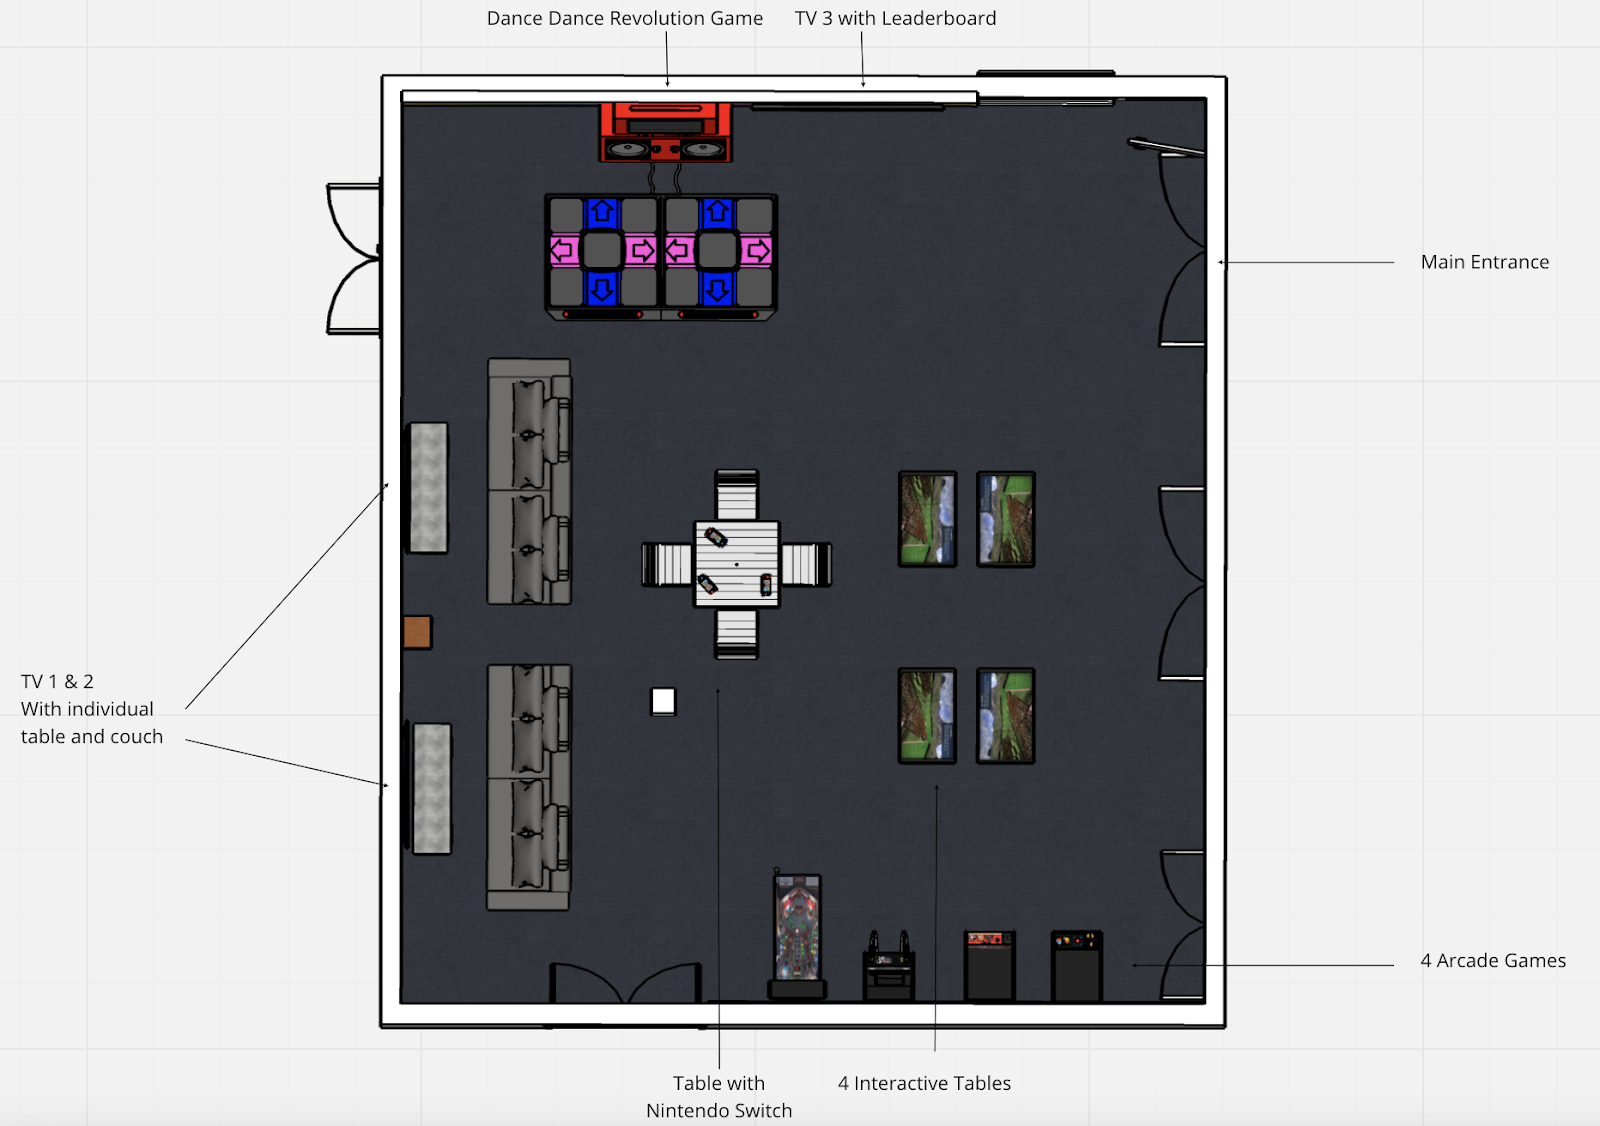 Dance Dance Revolution Game
TV 3 with Leaderboard
Main Entrance
TV 1 & 2
With individual
table and couch
4 Arcade Games
Table with
Nintendo Switch
4 Interactive Tables